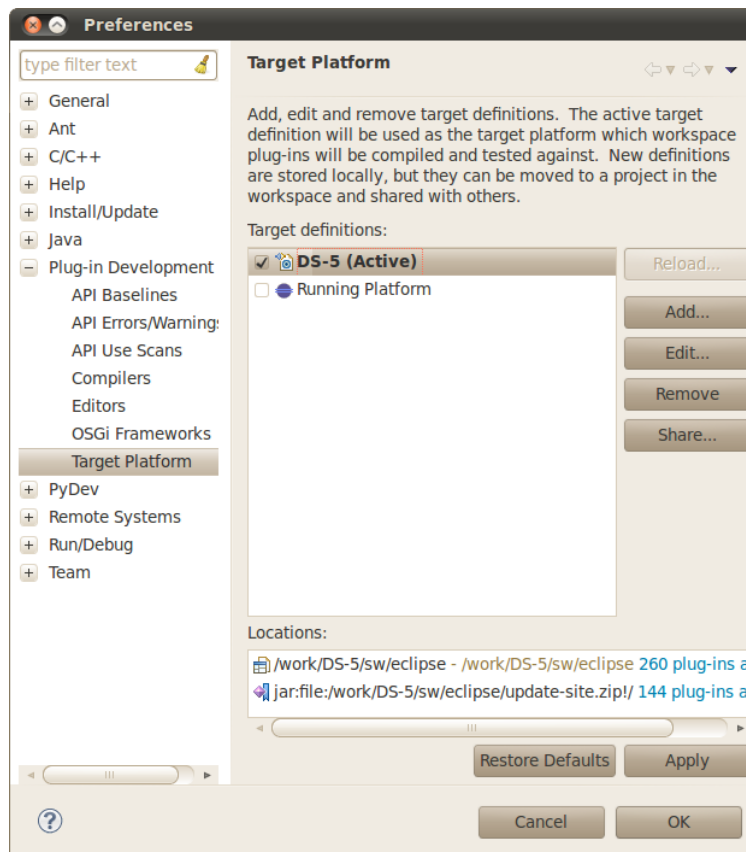 Preferences
type filter text
General
Ant
C/C++
Help
Install/Update
Java
Plug-in Development
API Baselines
API Errors/Warning
API Use Scans
Compilers
Editors
OSGi Frameworks
Target Platform
PyDev
Remote Systems
Run/Debug
Team
Target Platform
Add, edit and remove target definitions. The active target
definition will be used as the target platform which workspace
plug-ins will be compiled and tested against. New definitions
are stored locally, but they can be moved to a project in the
workspace and shared with others.
Target definitions:
DS-5 (Active)
Running Platform
Reload...
Add...
Edit...
Remove
Share...
Locations:
/work/DS-5/sw/eclipse - /work/DS-5/sw/eclipse 260 plug-ins a
jar:file:/work/DS-5/sw/eclipse/update-site.zip!/ 144 plug-ins a
Restore Defaults
Apply
Cancel
OK